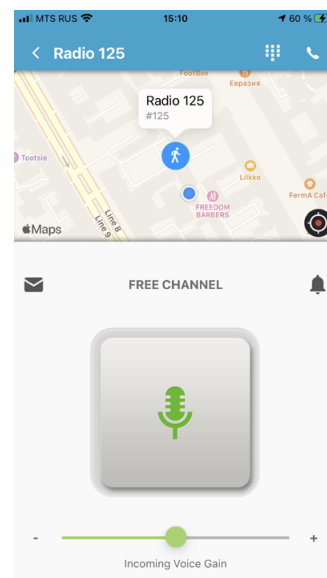 MTS RUS 15:10 60 %
Radio 125
FootBox
Евразия
Radio 125
#125
Tootsie
Lilkko
FREEDOM
BARBERS
FermA Cafe
Line 8
Line 9
Maps
FREE CHANNEL
- +
Incoming Voice Gain